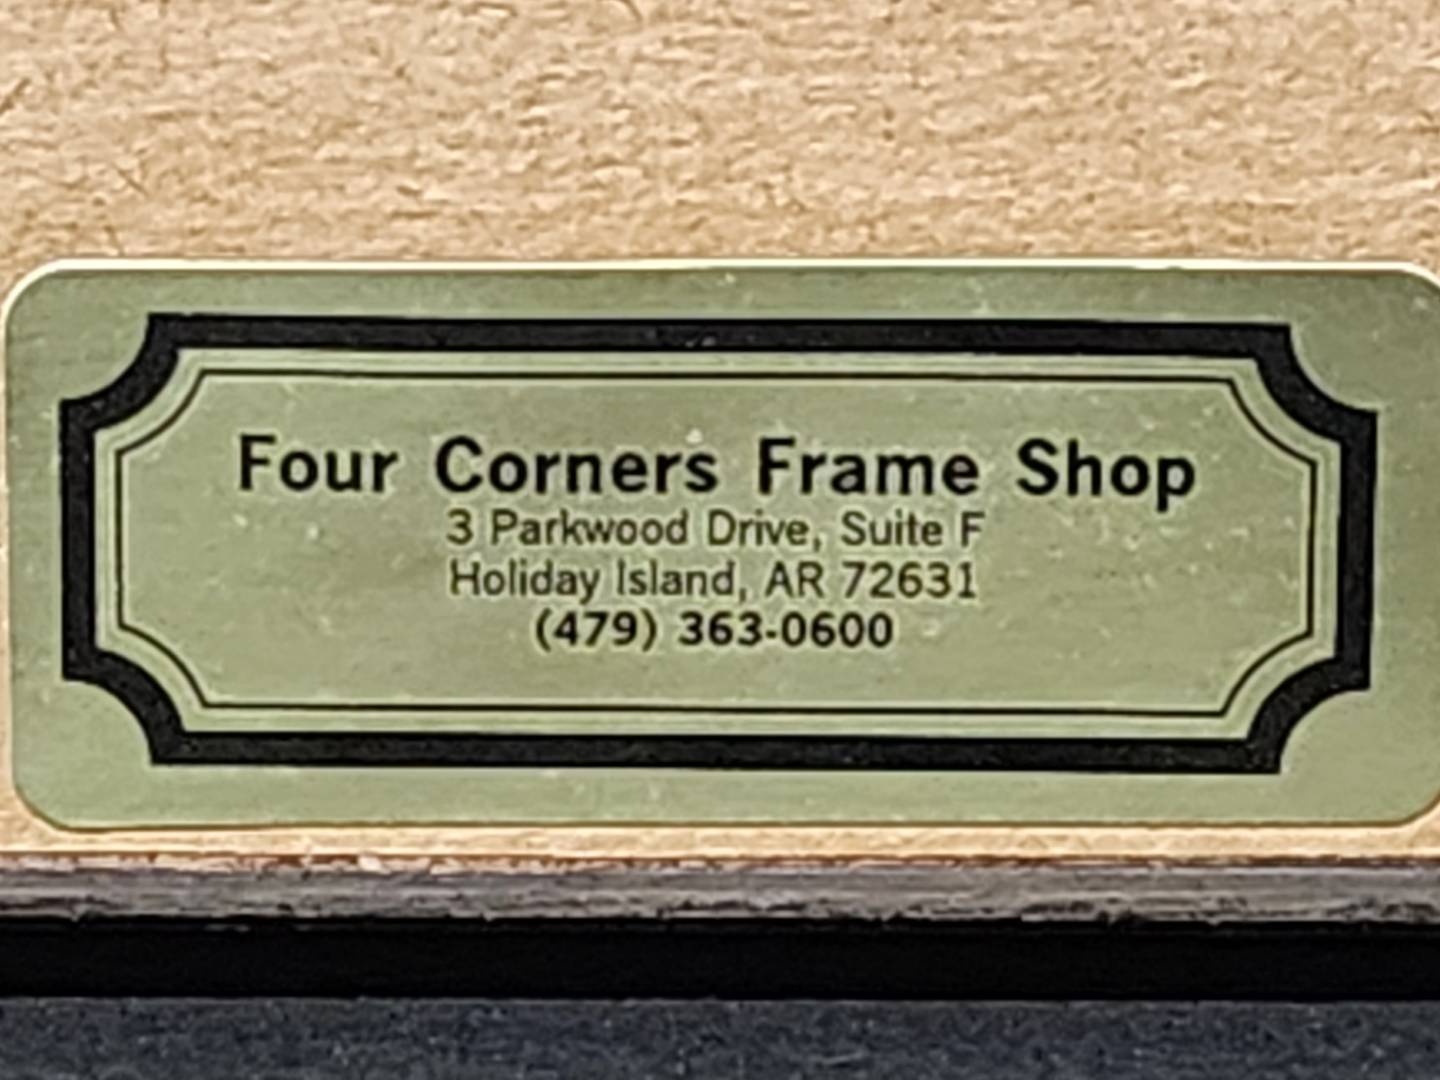 Four Corners Frame Shop
3 Parkwood Drive, Suite F
Holiday Island, AR 72631
(479) 363-0600